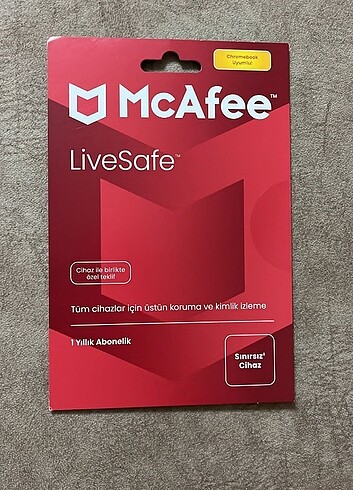 Chromebook
Uyumlu!
McAfee™
LiveSafe™
Cihaz ile birlikte
özel teklif
Tüm cihazlar için üstün koruma ve kimlik izleme
1 Yıllık Abonelik
Sınırsız¹
Cihaz